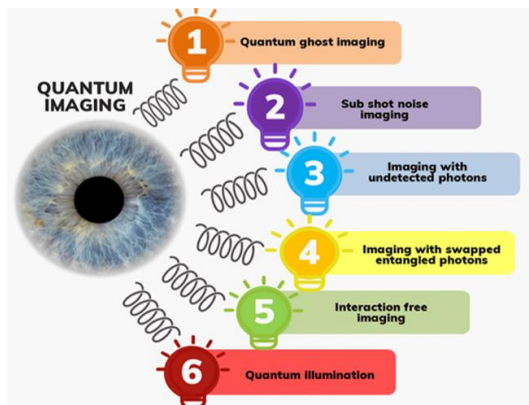 QUANTUM
IMAGING
1
Quantum ghost imaging
2
Sub shot noise
imaging
3
Imaging with
undetected photons
4
Imaging with swapped
entangled photons
5
Interaction free
imaging
6
Quantum illumination